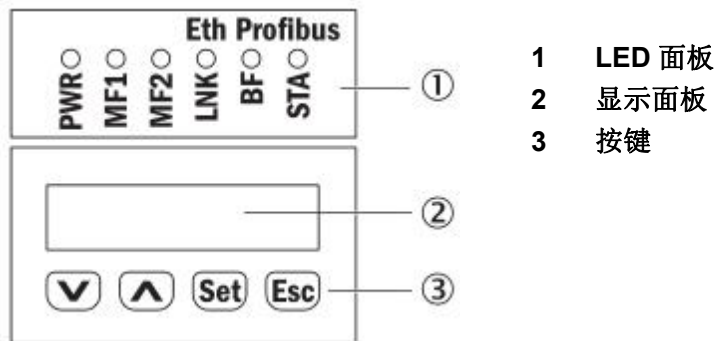 Eth Profibus
PWR MF1 MF2 LNK BF STA
①
②
Set Esc
③
1 LED 面板
2 显示面板
3 按键